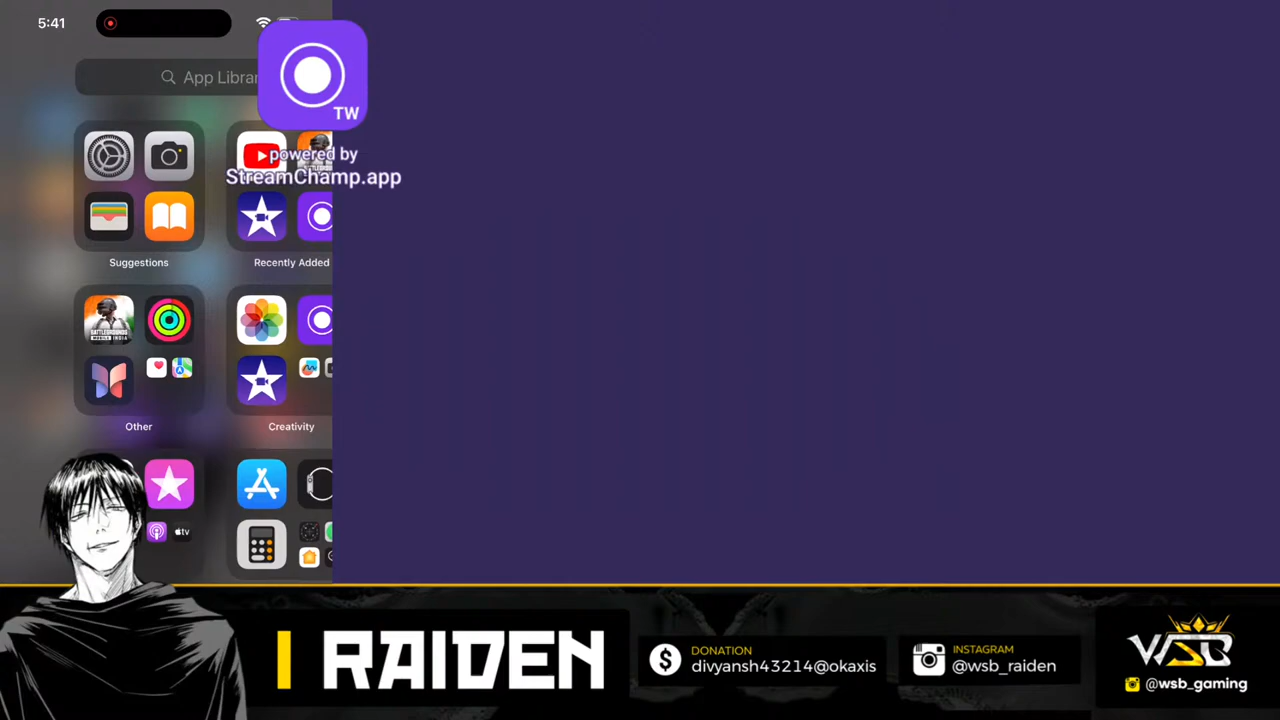 5:41
App Librar
TW
powered by
StreamChamp.app
BATTLEGROUNDS
MOBILE INDIA
Suggestions
Recently Added
Other
Creativity
tv
RAIDEN
DONATION
divyansh43214@okaxis
INSTAGRAM
@wsb_raiden
WSB
@wsb_gaming